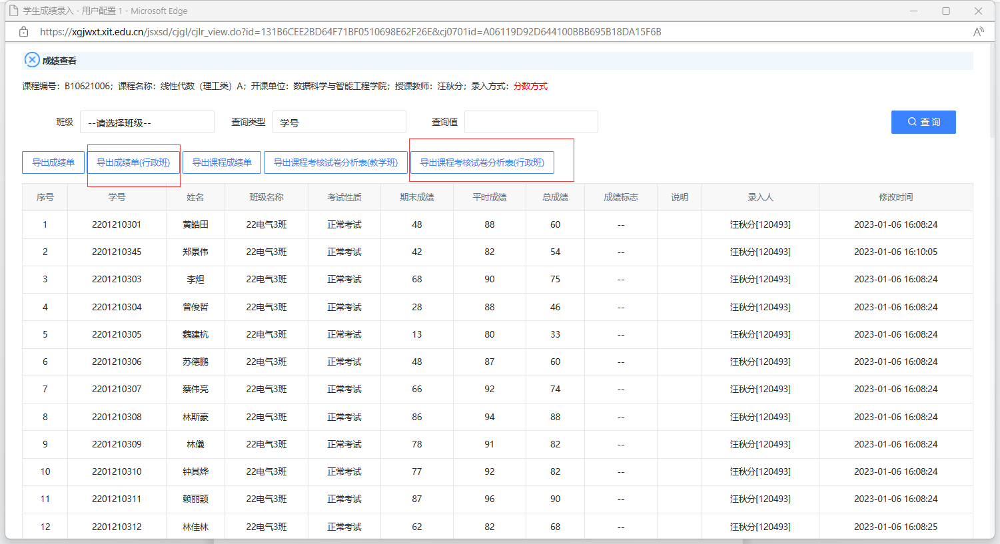 学生成绩录入 - 用户配置 1 - Microsoft Edge
https://xgjwxt.xit.edu.cn/jsxsd/cjgl/cjlr_view.do?id=131B6CEE2BD64F71BF0510698E62F26E&cj0701id=A06119D92D644100BBB695B18DA15F6B
成绩查看
课程编号：B10621006；课程名称：线性代数（理工类）A；开课单位：数据科学与智能工程学院；授课教师：汪秋分；录入方式：分数方式
班级 --请选择班级-- 查询类型 学号 查询值 查 询
导出成绩单 导出成绩单(行政班) 导出课程成绩单 导出课程考核试卷分析表(教学班) 导出课程考核试卷分析表(行政班)
序号 学号 姓名 班级名称 考试性质 期末成绩 平时成绩 总成绩 成绩标志 说明 录入人 修改时间
1 2201210301 黄皓田 22电气3班 正常考试 48 88 60 -- 汪秋分[120493] 2023-01-06 16:08:24
2 2201210345 郑景伟 22电气3班 正常考试 42 82 54 -- 汪秋分[120493] 2023-01-06 16:10:05
3 2201210303 李炟 22电气3班 正常考试 68 90 75 -- 汪秋分[120493] 2023-01-06 16:08:24
4 2201210304 曾俊哲 22电气3班 正常考试 28 88 46 -- 汪秋分[120493] 2023-01-06 16:08:24
5 2201210305 魏建杭 22电气3班 正常考试 13 80 33 -- 汪秋分[120493] 2023-01-06 16:08:24
6 2201210306 苏德鹏 22电气3班 正常考试 48 87 60 -- 汪秋分[120493] 2023-01-06 16:08:24
7 2201210307 蔡伟亮 22电气3班 正常考试 66 92 74 -- 汪秋分[120493] 2023-01-06 16:08:24
8 2201210308 林斯豪 22电气3班 正常考试 86 94 88 -- 汪秋分[120493] 2023-01-06 16:08:24
9 2201210309 林儀 22电气3班 正常考试 78 91 82 -- 汪秋分[120493] 2023-01-06 16:08:24
10 2201210310 钟其烨 22电气3班 正常考试 77 92 82 -- 汪秋分[120493] 2023-01-06 16:08:24
11 2201210311 赖丽颖 22电气3班 正常考试 87 96 90 -- 汪秋分[120493] 2023-01-06 16:08:24
12 2201210312 林佳林 22电气3班 正常考试 62 82 68 -- 汪秋分[120493] 2023-01-06 16:08:25